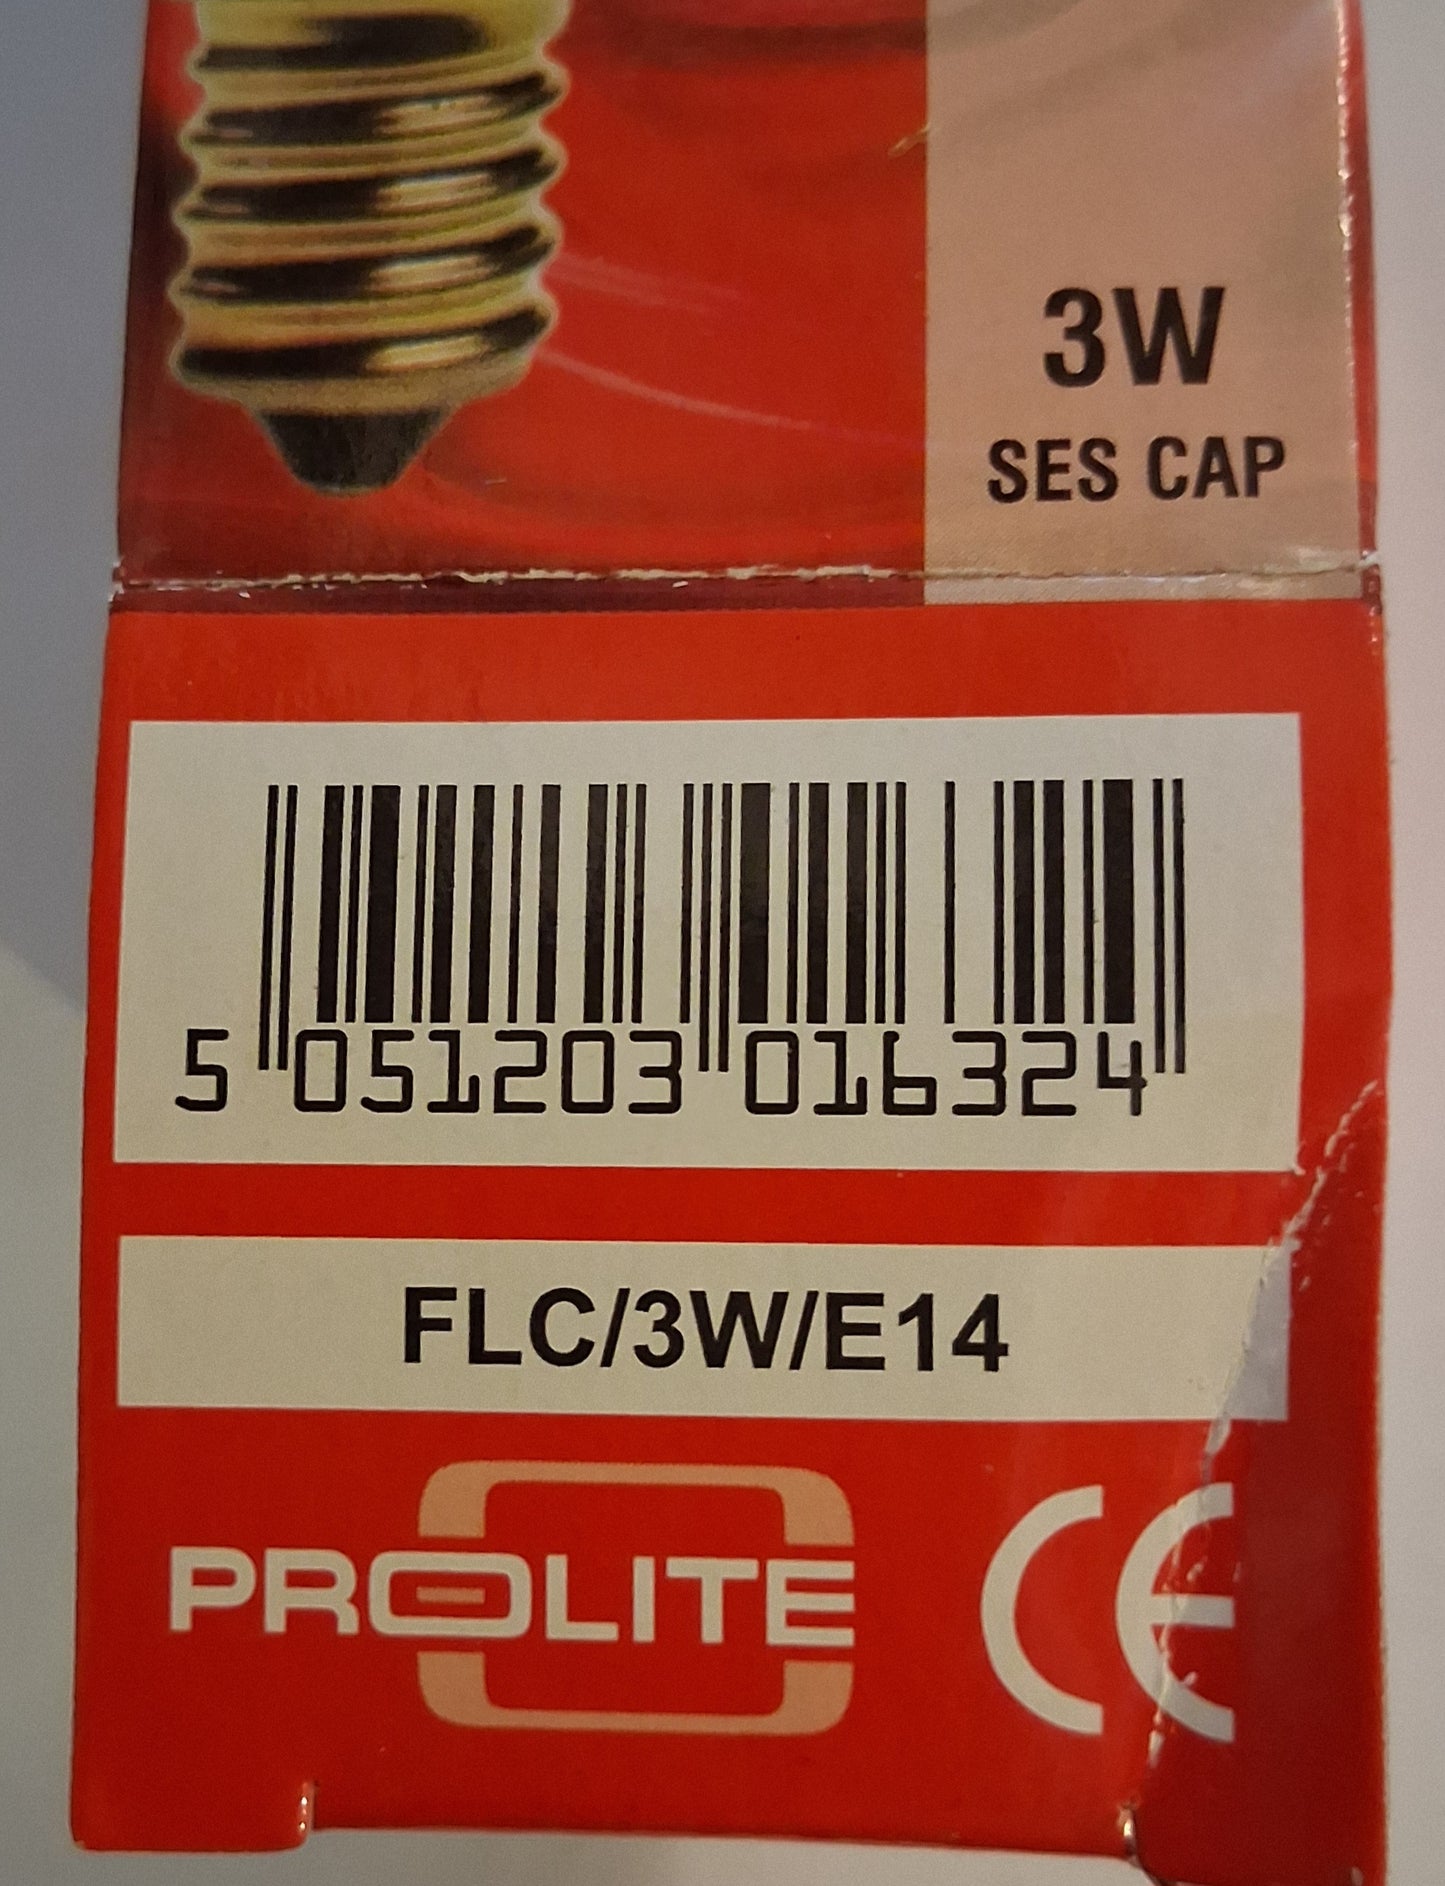 3W
SES CAP
5 051203 016324
FLC/3W/E14
PROLITE
CE